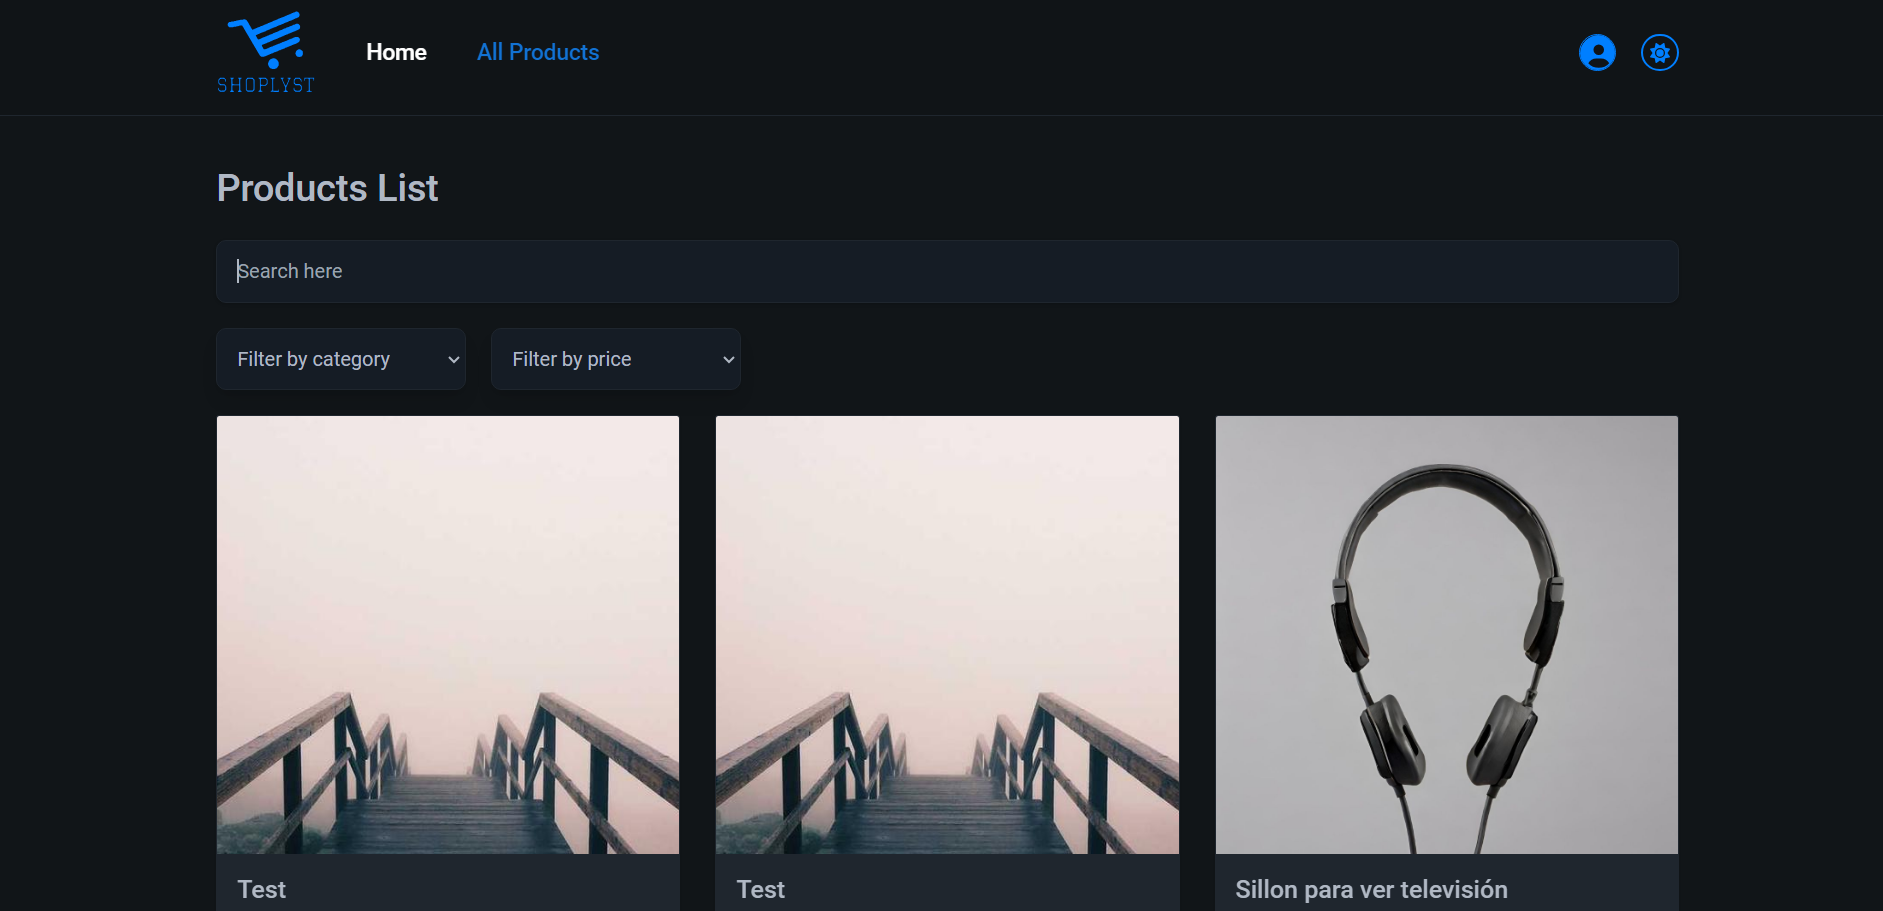 SHOPLYST
Home
All Products
Products List
Search here
Filter by category
Filter by price
Test
Test
Sillon para ver televisión